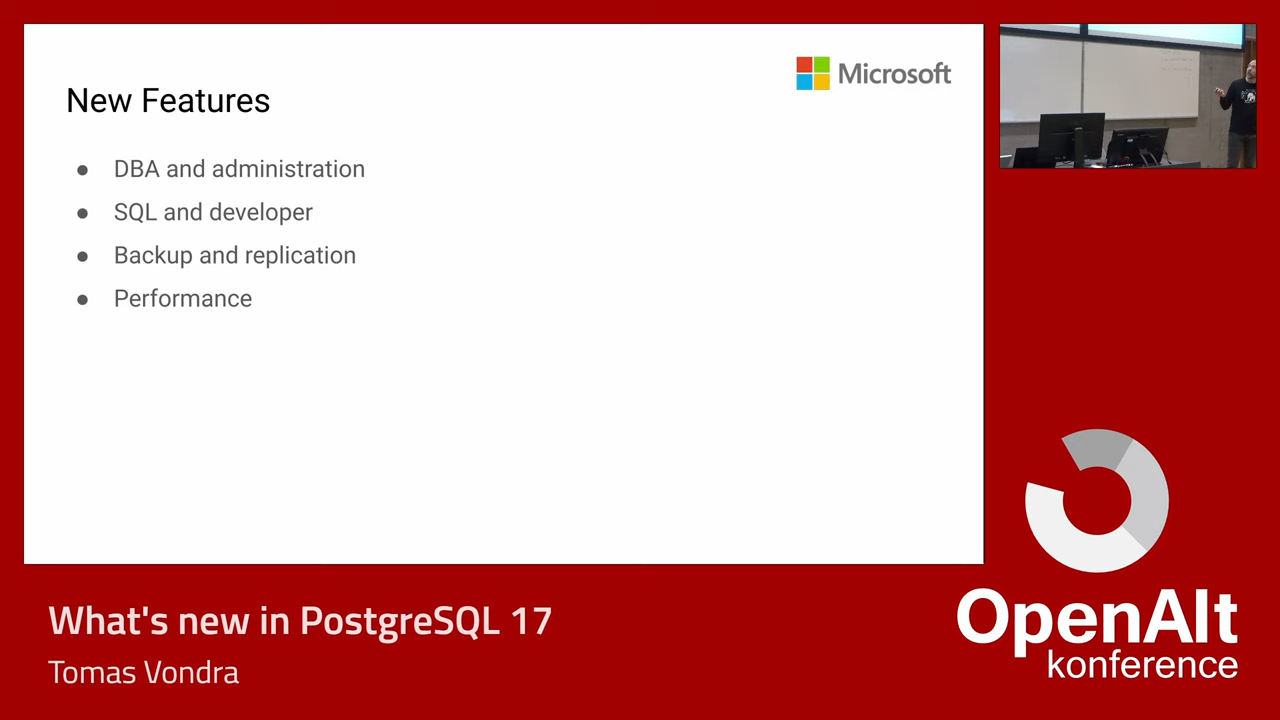 New Features
Microsoft
● DBA and administration
● SQL and developer
● Backup and replication
● Performance
What's new in PostgreSQL 17
Tomas Vondra
OpenAlt
konference